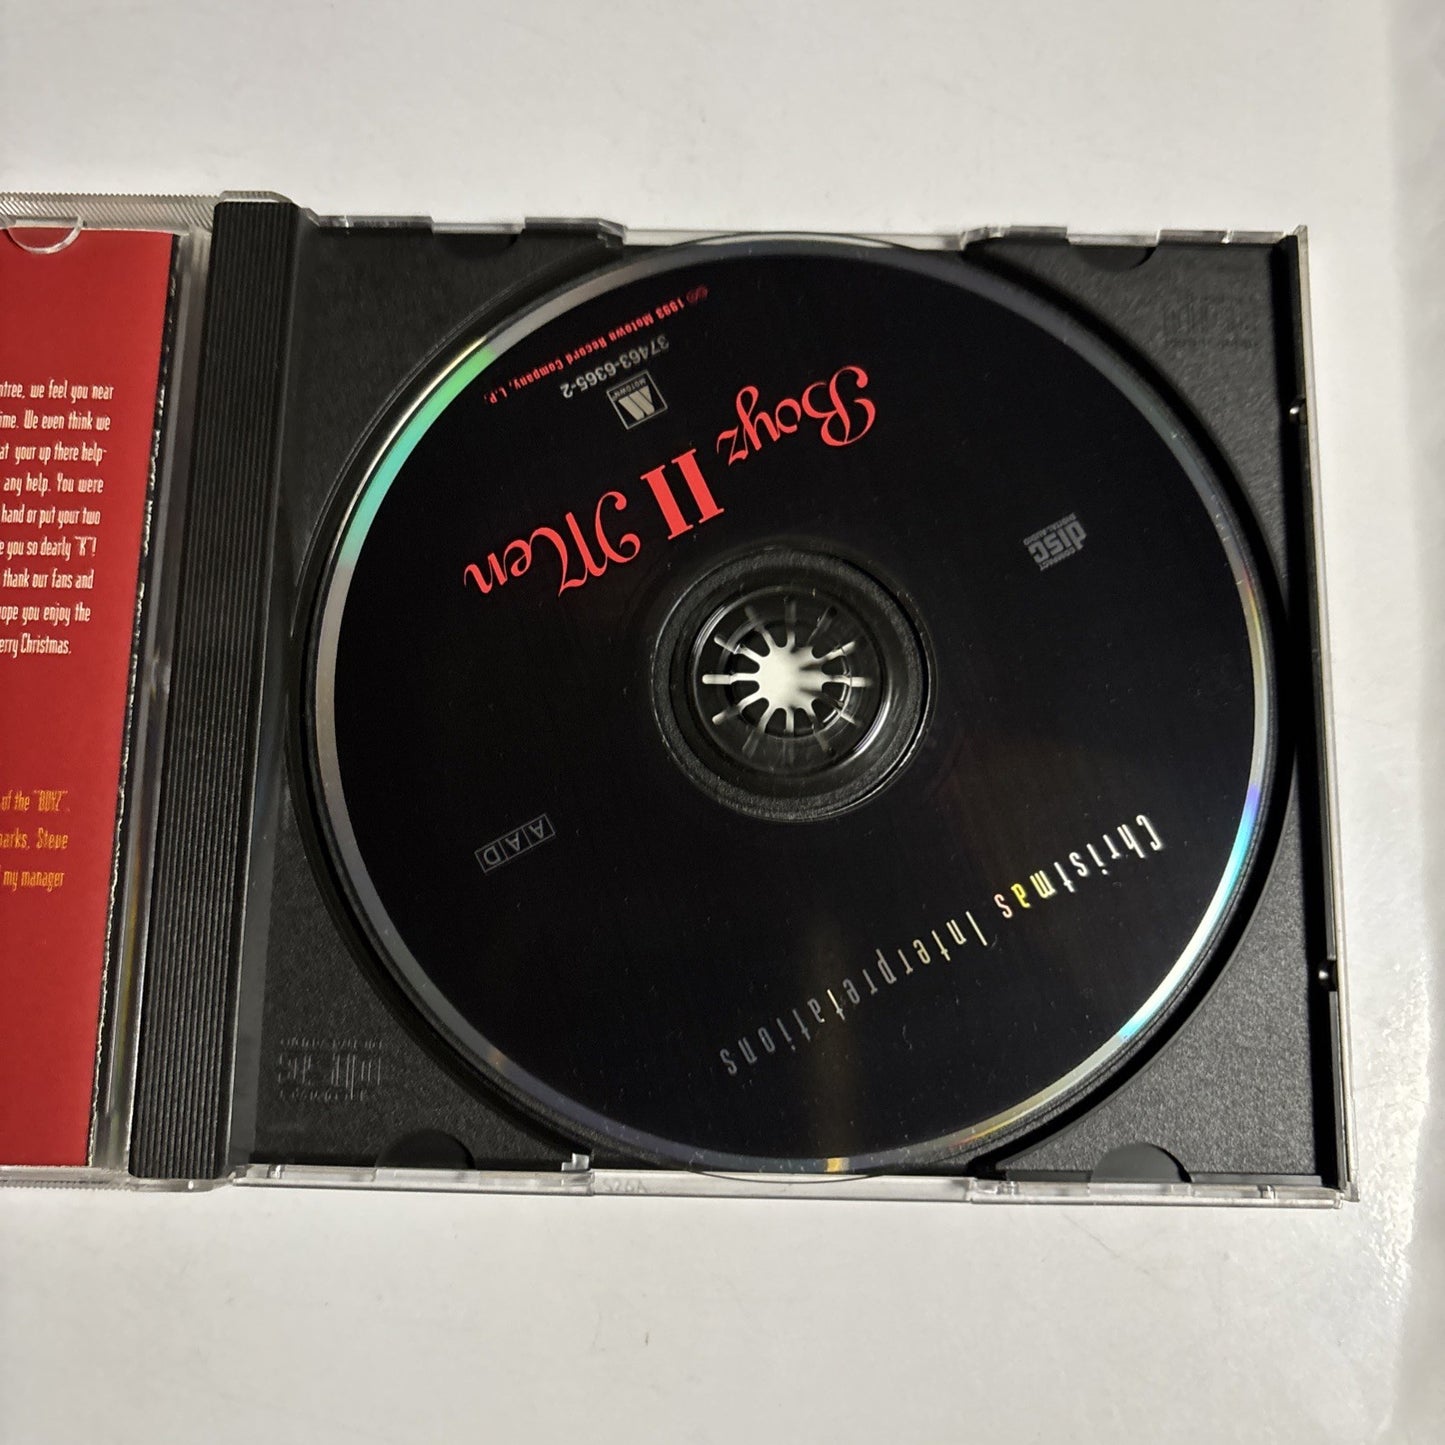 ntree, we feel you near
ime. We even think we
at your up there help-
any help. You were
hand or put your two
e you so dearly "K"!
thank our fans and
ope you enjoy the
erry Christmas.
of the "BOYZ".
parks, Steve
my manager
Boyz II Men
MOTOWN
37463-6365-2
℗© 1993 Motown Record Company, L.P.
COMPACT
disc
DIGITAL AUDIO
AAD
Christmas Interpretations